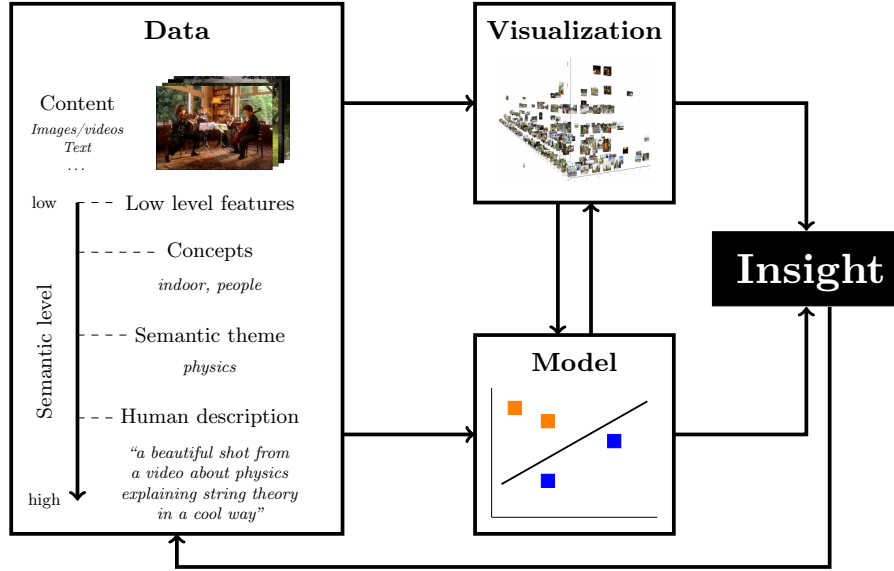 Data
Content
Images/videos
Text
...
low
Low level features
Concepts
indoor, people
Semantic level
Semantic theme
physics
Human description
“a beautiful shot from
a video about physics
explaining string theory
in a cool way”
high
Visualization
Model
Insight